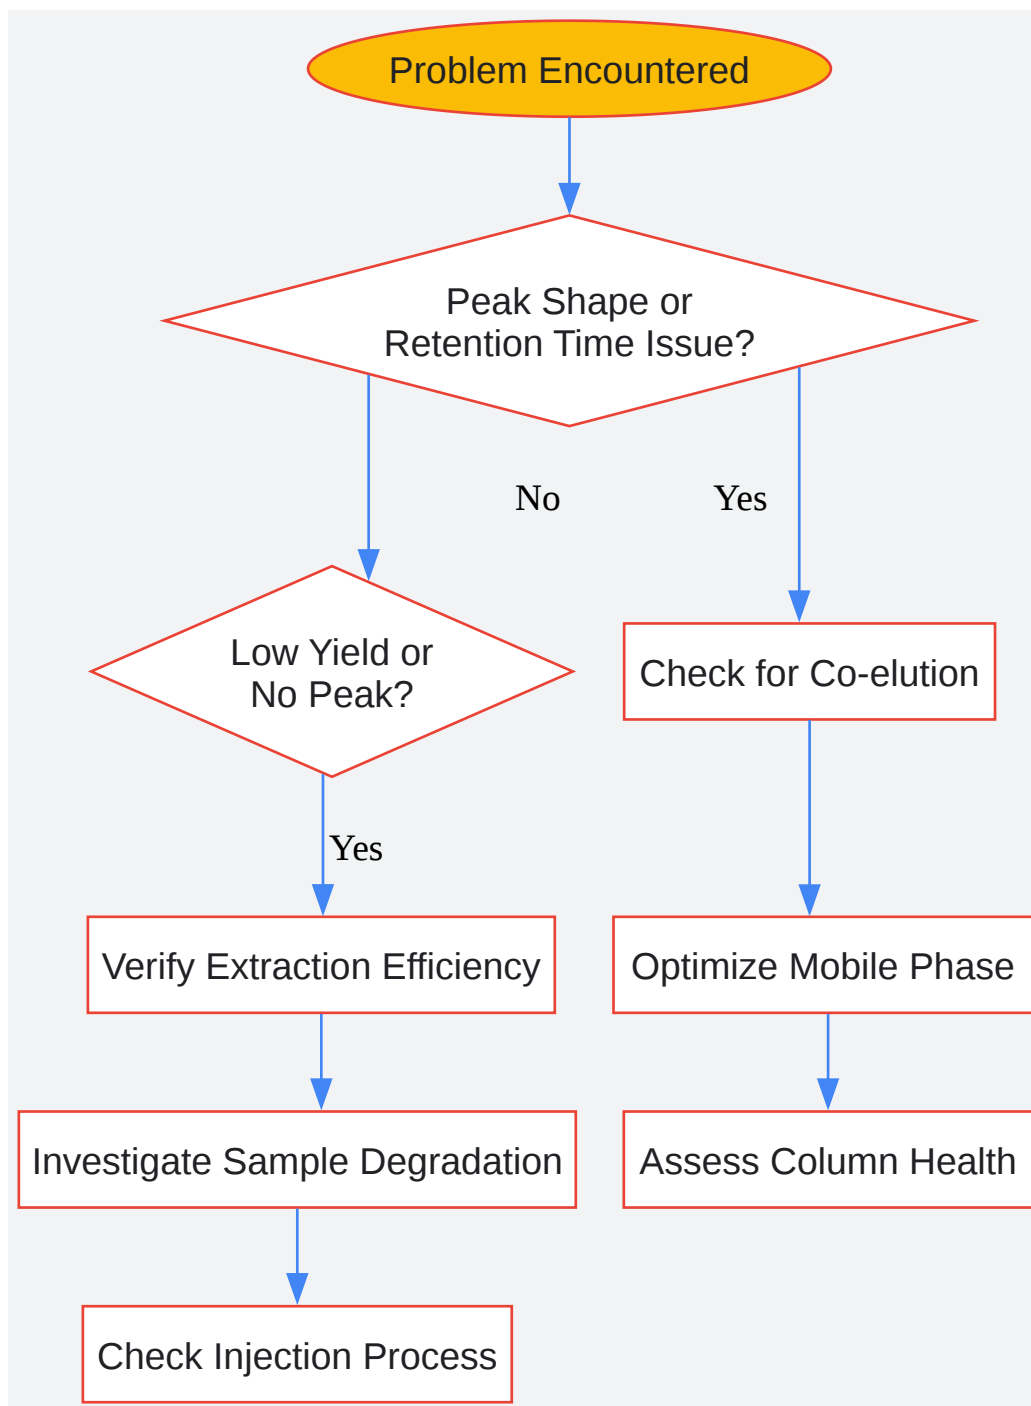 Problem Encountered
Peak Shape or
Retention Time Issue?
No
Yes
Low Yield or
No Peak?
Check for Co-elution
Yes
Verify Extraction Efficiency
Optimize Mobile Phase
Investigate Sample Degradation
Assess Column Health
Check Injection Process